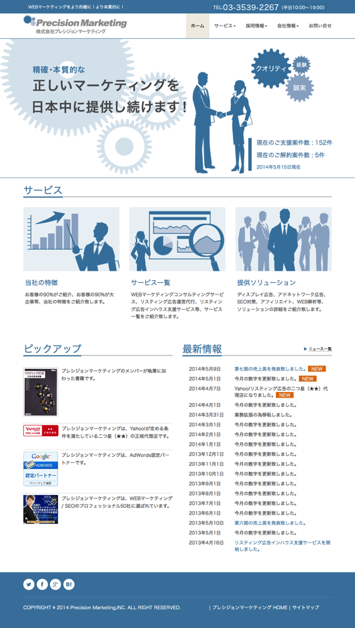 WEBマーケティングをより的確に！より本質的に！
TEL.03-3539-2267 (平日10:00〜19:00)
Precision Marketing
株式会社プレシジョンマーケティング
ホーム
サービス
採用情報
会社情報
お問い合せ
精確・本質的な
正しいマーケティングを
日本中に提供し続けます！
クオリティ
経験
誠実
現在のご支援案件数：152件
現在のご解約案件数：5件
2014年5月15日現在
サービス
当社の特徴
お客様の90%がご紹介、お客様の90%が大
企業等、当社の特徴をご紹介致します。
サービス一覧
WEBマーケティングコンサルティングサービ
ス、リスティング広告運営代行、リスティン
グ広告インハウス支援サービス等、サービス
一覧をご紹介致します。
提供ソリューション
ディスプレイ広告、アドネットワーク広告、
SEO対策、アフィリエイト、WEB解析等、
ソリューションの詳細をご紹介致します。
ピックアップ
プレシジョンマーケティングのメンバーが執筆に加
わった書籍です。
プレシジョンマーケティングは、Yahoo!が定める条
件を満たしている二つ星（★★）の正規代理店です。
Google
ADWORDS
認定パートナー
クリックして確認
プレシジョンマーケティングは、AdWords認定パー
トナーです。
プレシジョンマーケティングは、WEBマーケティング
/ SEOのプロフェッショナル50社に選ばれています。
最新情報
ニュース一覧
2014年5月9日 第七期の売上高を発表致しました。 NEW
2014年5月1日 今月の数字を更新致しました。 NEW
2014年4月7日 Yahoo!リスティング広告の二つ星（★★）代
理店になりました。 NEW
2014年4月1日 今月の数字を更新致しました。
2014年3月31日 業務拡張の為移転しました。
2014年3月1日 今月の数字を更新致しました。
2014年2月1日 今月の数字を更新致しました。
2014年1月1日 今月の数字を更新致しました。
2013年12月1日 今月の数字を更新致しました。
2013年11月1日 今月の数字を更新致しました。
2013年10月1日 今月の数字を更新致しました。
2013年9月1日 今月の数字を更新致しました。
2013年8月1日 今月の数字を更新致しました。
2013年7月1日 今月の数字を更新致しました。
2013年6月1日 今月の数字を更新致しました。
2013年5月10日 第六期の売上高を発表致しました。
2013年5月1日 今月の数字を更新致しました。
2013年4月16日 リスティング広告インハウス支援サービスを開
始しました。
COPYRIGHT © 2014 Precision Marketing,INC. ALL RIGHT RESERVED.
| プレシジョンマーケティング HOME | サイトマップ